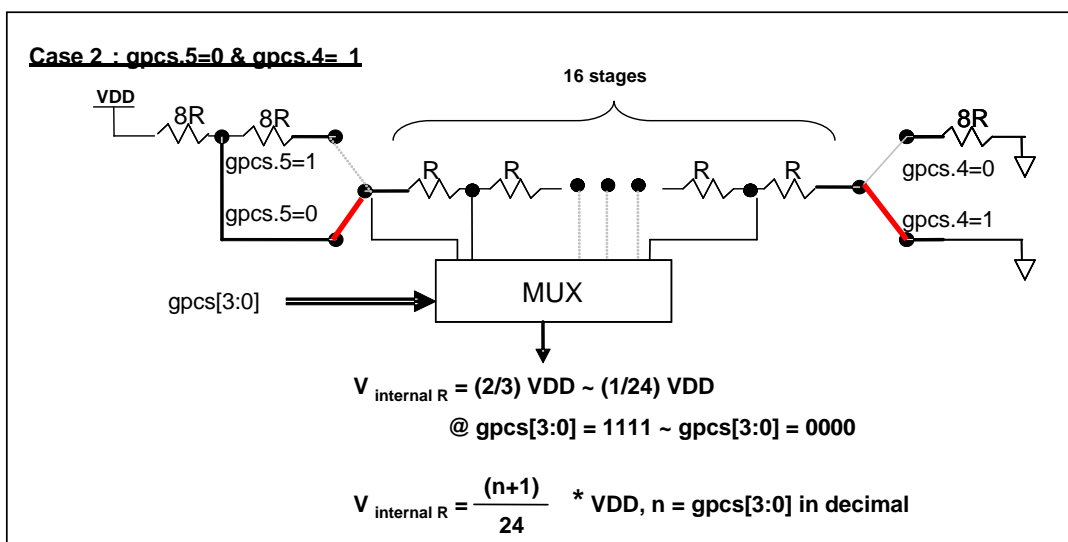 Case 2 : gpcs.5=0 & gpcs.4= 1
16 stages
VDD
8R
8R
8R
gpcs.5=1
R
R
R
R
gpcs.4=0
gpcs.5=0
gpcs.4=1
gpcs[3:0]
MUX
V internal R = (2/3) VDD ~ (1/24) VDD
@ gpcs[3:0] = 1111 ~ gpcs[3:0] = 0000
V internal R = (n+1) / 24 * VDD, n = gpcs[3:0] in decimal